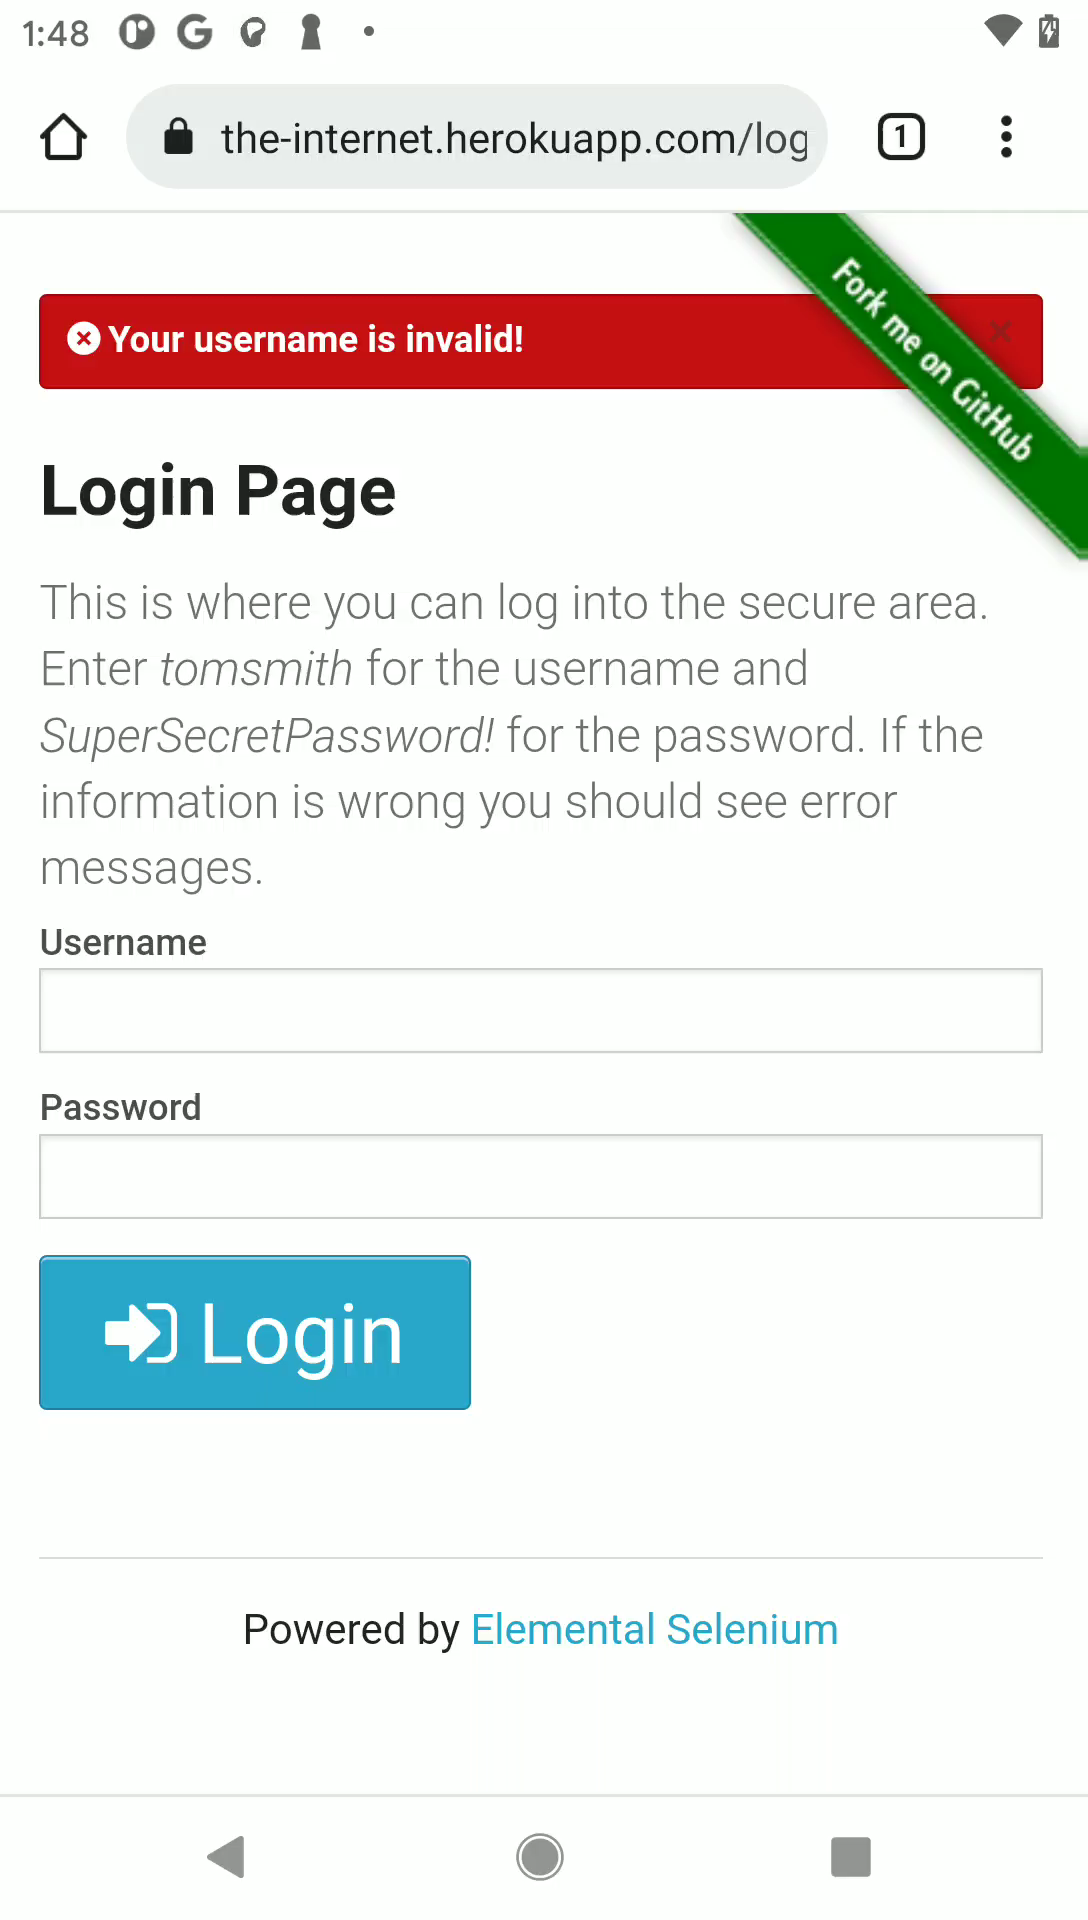 1:48
the-internet.herokuapp.com/log
1
Fork me on GitHub
Your username is invalid!
Login Page
This is where you can log into the secure area.
Enter tomsmith for the username and
SuperSecretPassword! for the password. If the
information is wrong you should see error
messages.
Username
Password
Login
Powered by Elemental Selenium